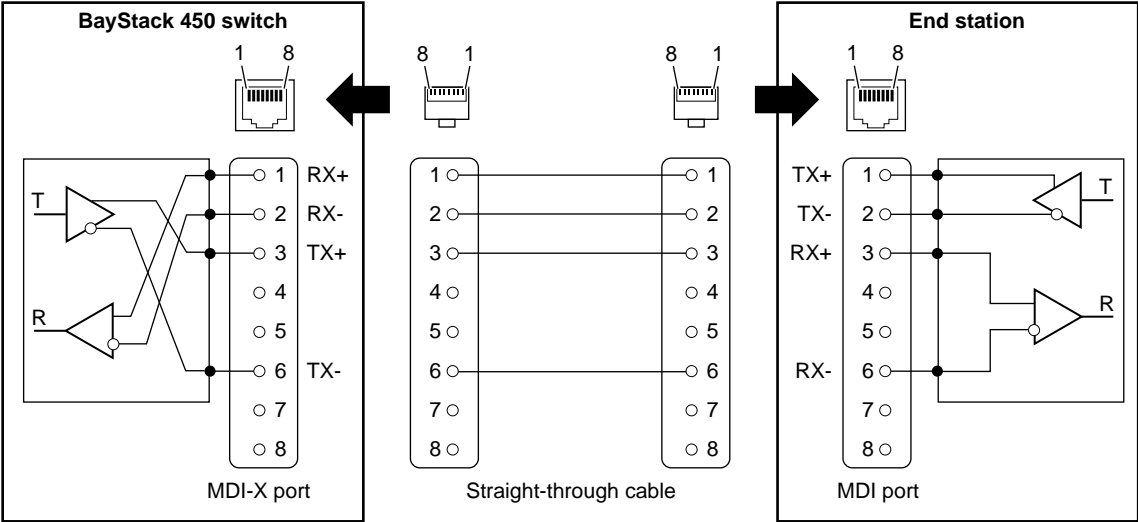 BayStack 450 switch
End station
1 8
8 1
8 1
1 8
T
R
1 RX+
2 RX-
3 TX+
4
5
6 TX-
7
8
1
2
3
4
5
6
7
8
1
2
3
4
5
6
7
8
TX+ 1
TX- 2
RX+ 3
4
5
RX- 6
7
8
T
R
MDI-X port
Straight-through cable
MDI port